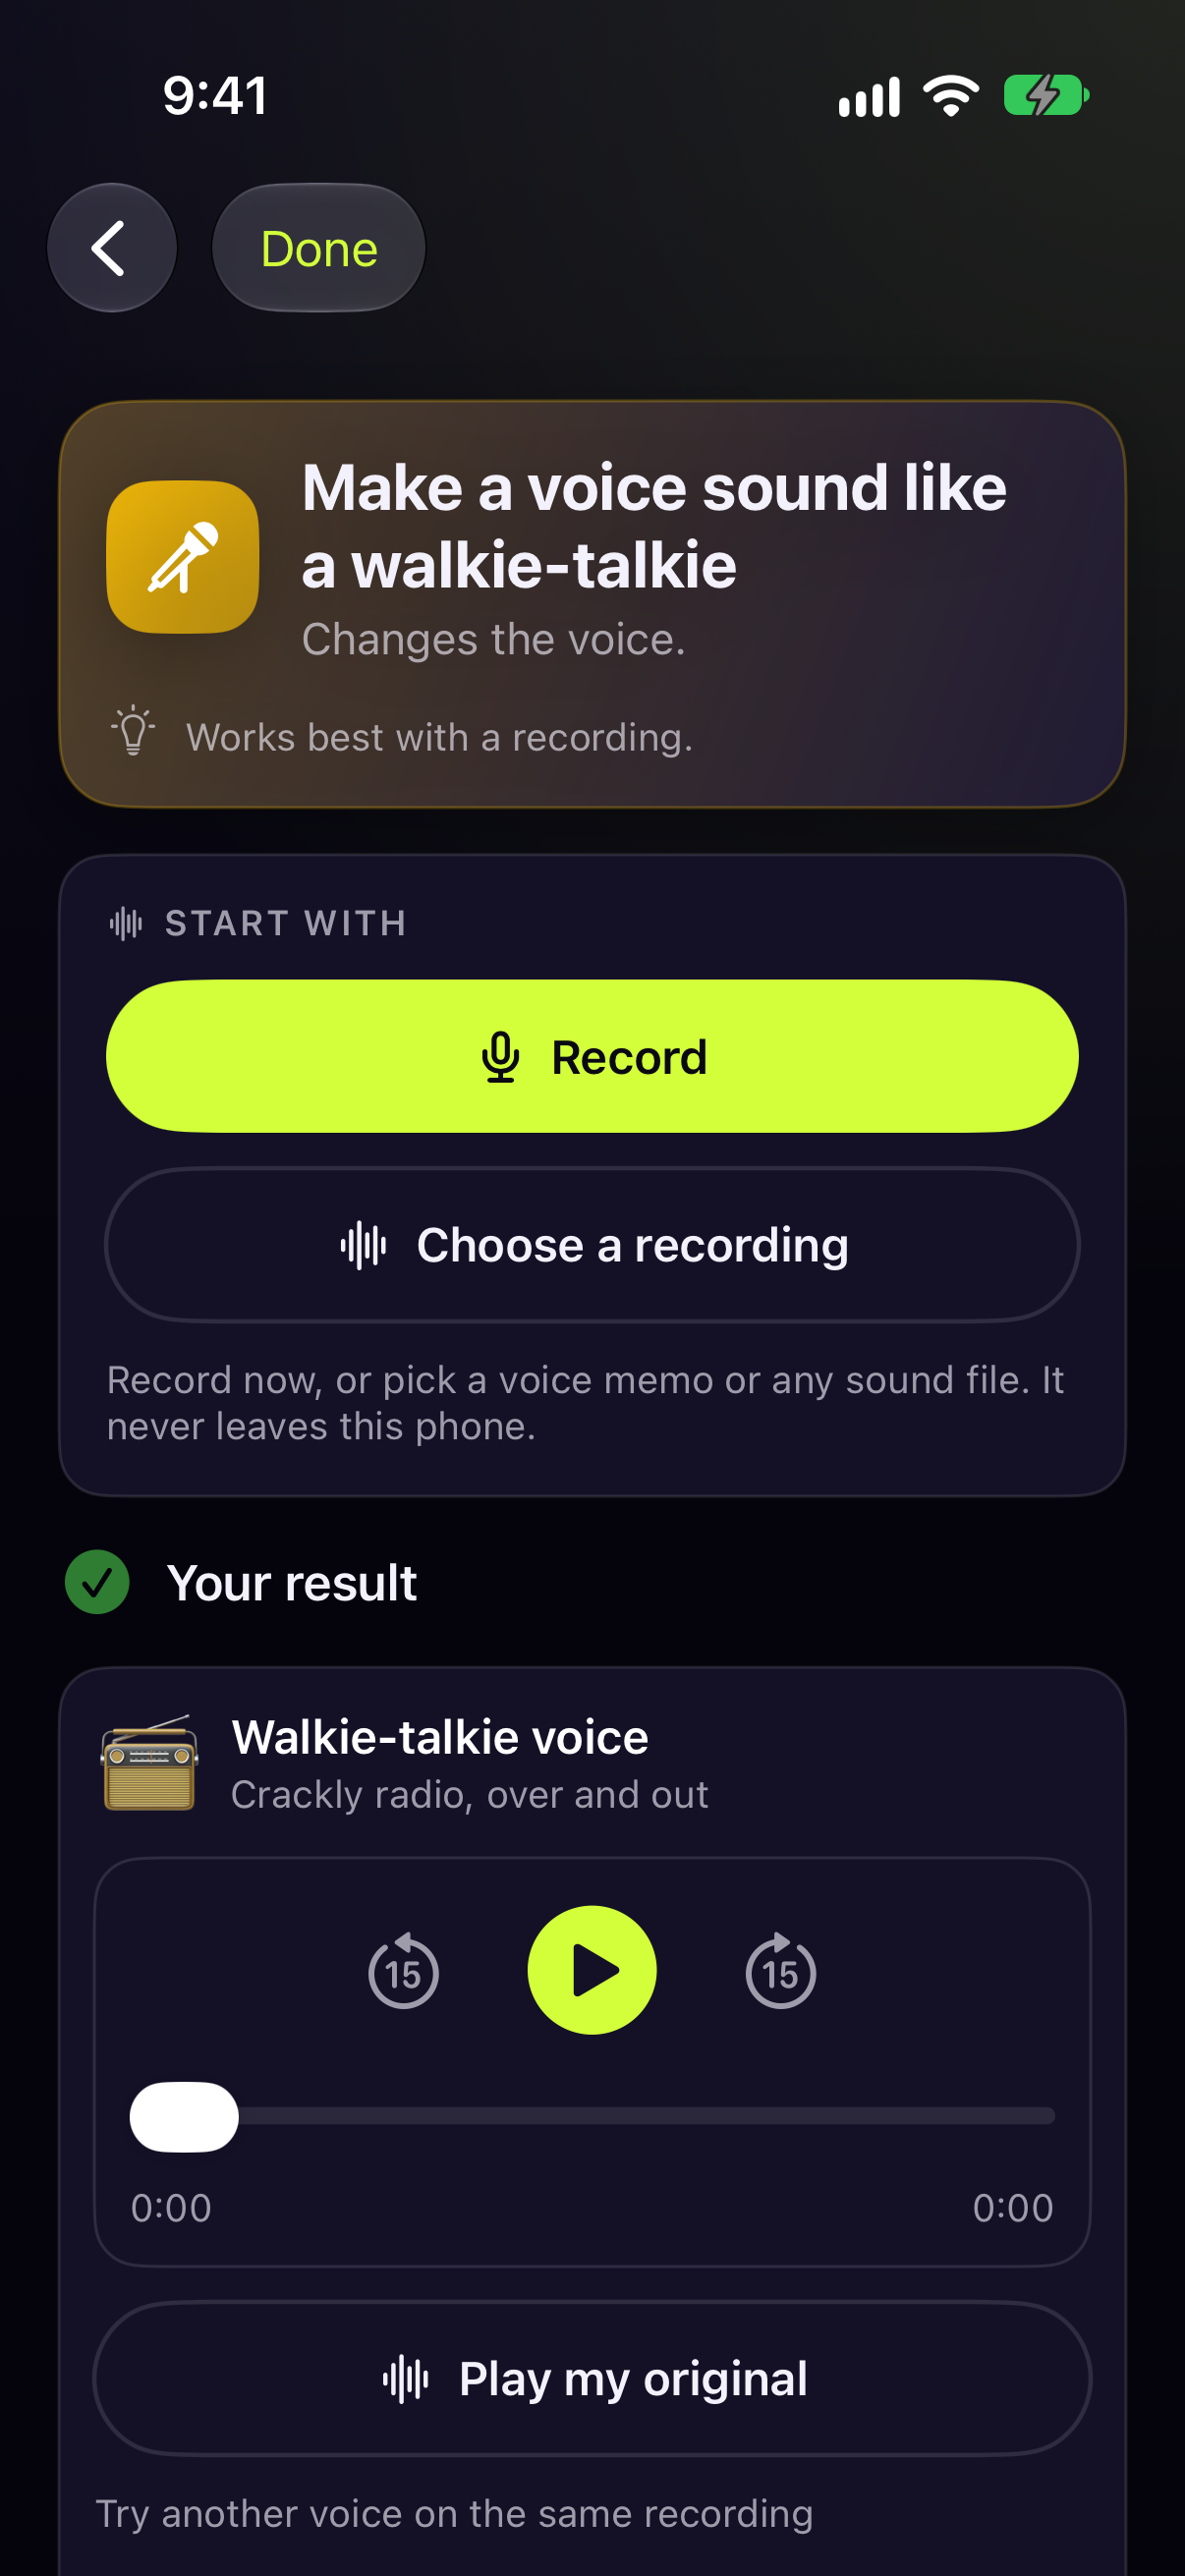 9:41
Done
Make a voice sound like
a walkie-talkie
Changes the voice.
Works best with a recording.
START WITH
Record
Choose a recording
Record now, or pick a voice memo or any sound file. It
never leaves this phone.
Your result
Walkie-talkie voice
Crackly radio, over and out
15 15
0:00 0:00
Play my original
Try another voice on the same recording